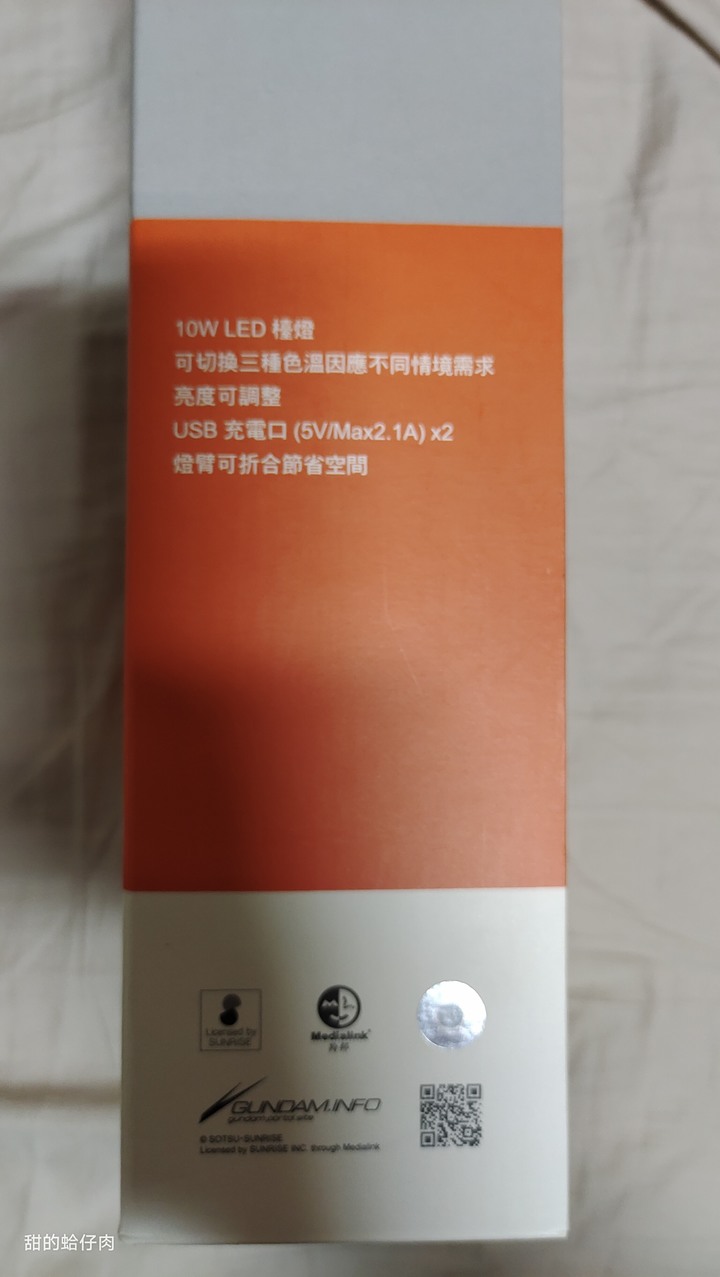 10W LED 檯燈
可切換三種色溫因應不同情境需求
亮度可調整
USB 充電口 (5V/Max2.1A) x2
燈臂可折合節省空間
Licensed by
SUNRISE
Medialink
GUNDAM.INFO
gundam portal site
© SOTSU・SUNRISE
Licensed by SUNRISE INC. through Medialink
甜的蛤仔肉